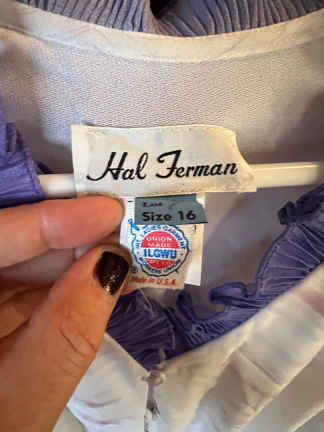 Hal Ferman
Size 16
UNION
MADE
ILGWU
Made in U.S.A.